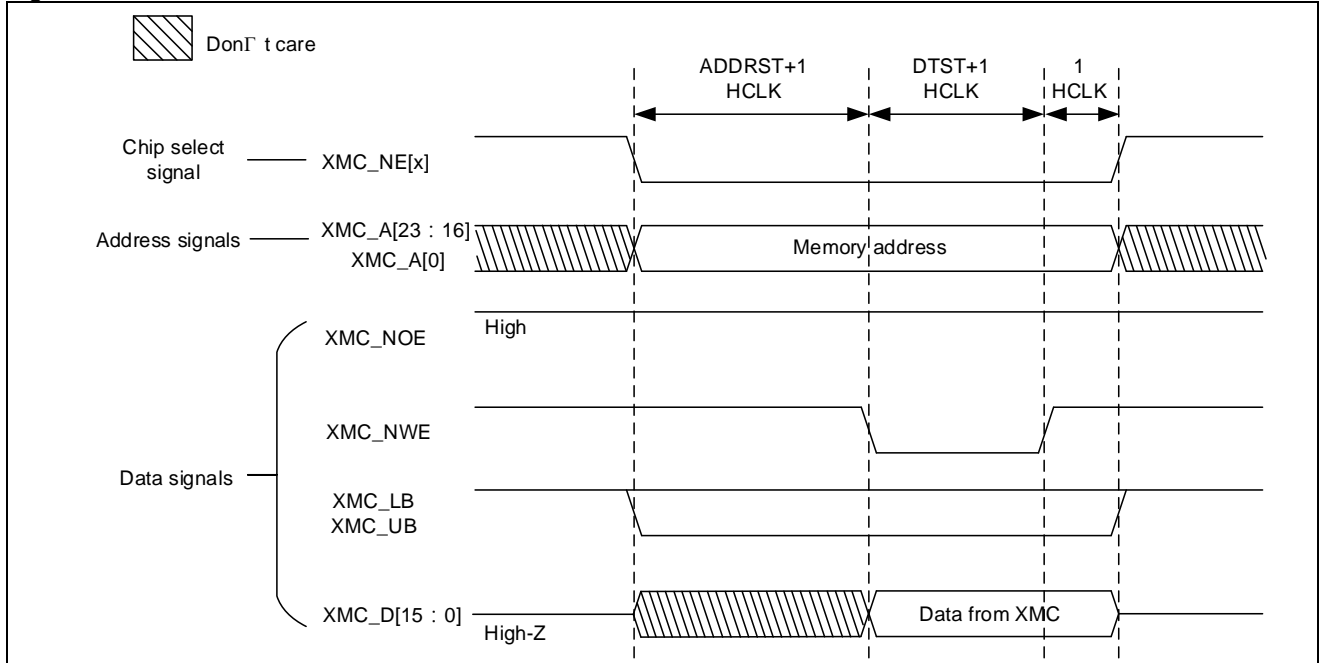 DonΓ t care
ADDRST+1
HCLK
DTST+1
HCLK
1
HCLK
Chip select
signal
XMC_NE[x]
Address signals
XMC_A[23 : 16]
XMC_A[0]
Memory address
XMC_NOE
High
XMC_NWE
Data signals
XMC_LB
XMC_UB
XMC_D[15 : 0]
High-Z
Data from XMC